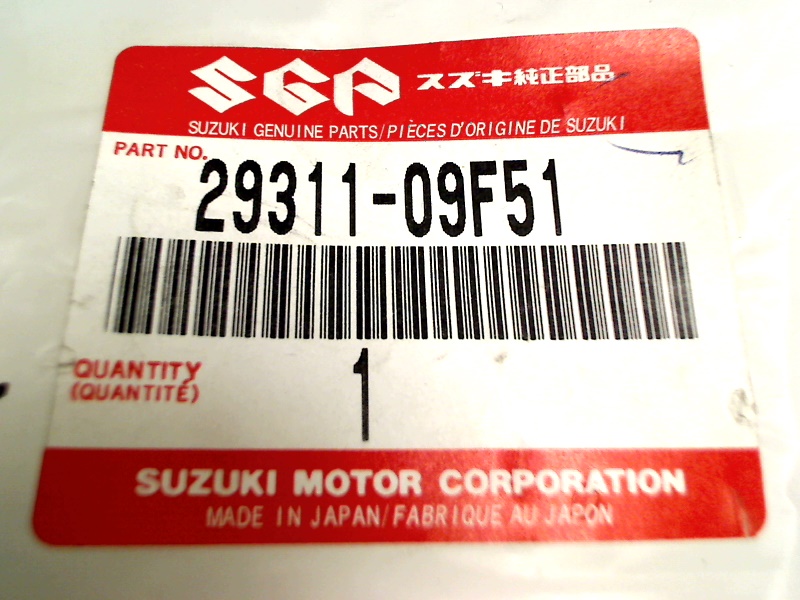 SGP スズキ純正部品
SUZUKI GENUINE PARTS/PIÈCES D'ORIGINE DE SUZUKI
PART NO. 29311-09F51
QUANTITY
(QUANTITÉ) 1
SUZUKI MOTOR CORPORATION
MADE IN JAPAN/FABRIQUE AU JAPON